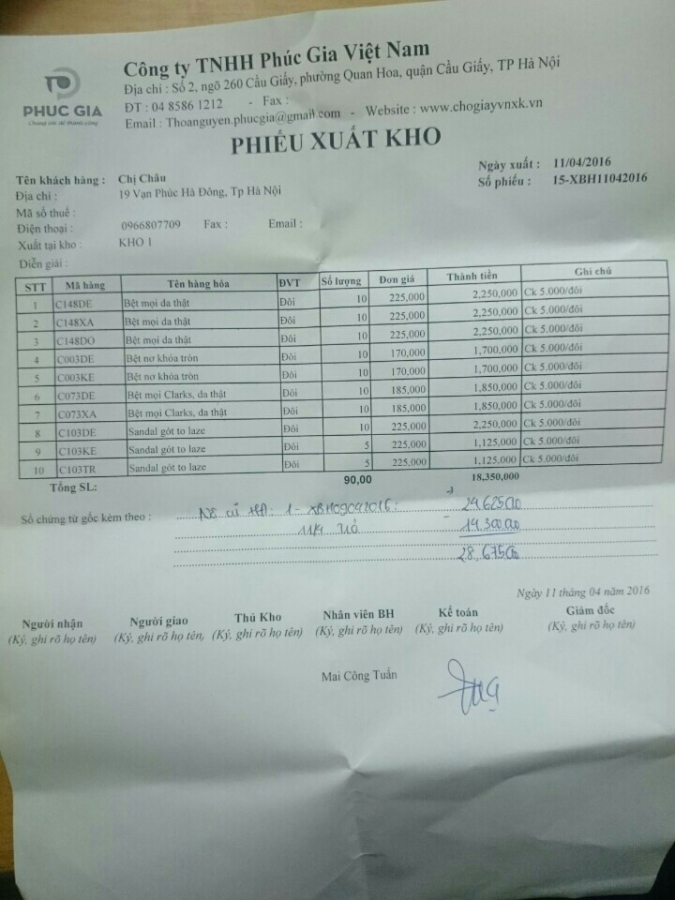 PHUC GIA
Công ty TNHH Phúc Gia Việt Nam
Địa chỉ : Số 2, ngõ 260 Cầu Giấy, phường Quan Hoa, quận Cầu Giấy, TP Hà Nội
ĐT : 04 8586 1212 - Fax :
Email : Thoanguyen.phucgia@gmail.com - Website : www.chogiayvnxk.vn
PHIẾU XUẤT KHO
Ngày xuất : 11/04/2016
Số phiếu : 15-XBH11042016
Tên khách hàng : Chị Châu
Địa chỉ : 19 Vạn Phúc Hà Đông, Tp Hà Nội
Mã số thuế :
Điện thoại : 0966807709 Fax : Email :
Xuất tại kho : KHO 1
Diễn giải :
STT Mã hàng Tên hàng hóa ĐVT Số lượng Đơn giá Thành tiền Ghi chú
1 C148DE Bệt mọi da thật Đôi 10 225,000 2,250,000 Ck 5.000/đôi
2 C148XA Bệt mọi da thật Đôi 10 225,000 2,250,000 Ck 5.000/đôi
3 C148DO Bệt mọi da thật Đôi 10 225,000 2,250,000 Ck 5.000/đôi
4 C003DE Bệt nơ khóa tròn Đôi 10 170,000 1,700,000 Ck 5.000/đôi
5 C003KE Bệt nơ khóa tròn Đôi 10 170,000 1,700,000 Ck 5.000/đôi
6 C073DE Bệt mọi Clarks, da thật Đôi 10 185,000 1,850,000 Ck 5.000/đôi
7 C073XA Bệt mọi Clarks, da thật Đôi 10 185,000 1,850,000 Ck 5.000/đôi
8 C103DE Sandal gót to laze Đôi 10 225,000 2,250,000 Ck 5.000/đôi
9 C103KE Sandal gót to laze Đôi 5 225,000 1,125,000 Ck 5.000/đôi
10 C103TR Sandal gót to laze Đôi 5 225,000 1,125,000 Ck 5.000/đôi
Tổng SL: 90,00 18,350,000
Số chứng từ gốc kèm theo : Nợ cũ HĐ: 1 - XBH09042016:
11/4 Trả
Ngày 11 tháng 04 năm 2016
Người nhận Người giao Thủ Kho Nhân viên BH Kế toán Giám đốc
(Ký, ghi rõ họ tên) (Ký, ghi rõ họ tên) (Ký, ghi rõ họ tên) (Ký, ghi rõ họ tên) (Ký, ghi rõ họ tên) (Ký, ghi rõ họ tên)
Mai Công Tuấn